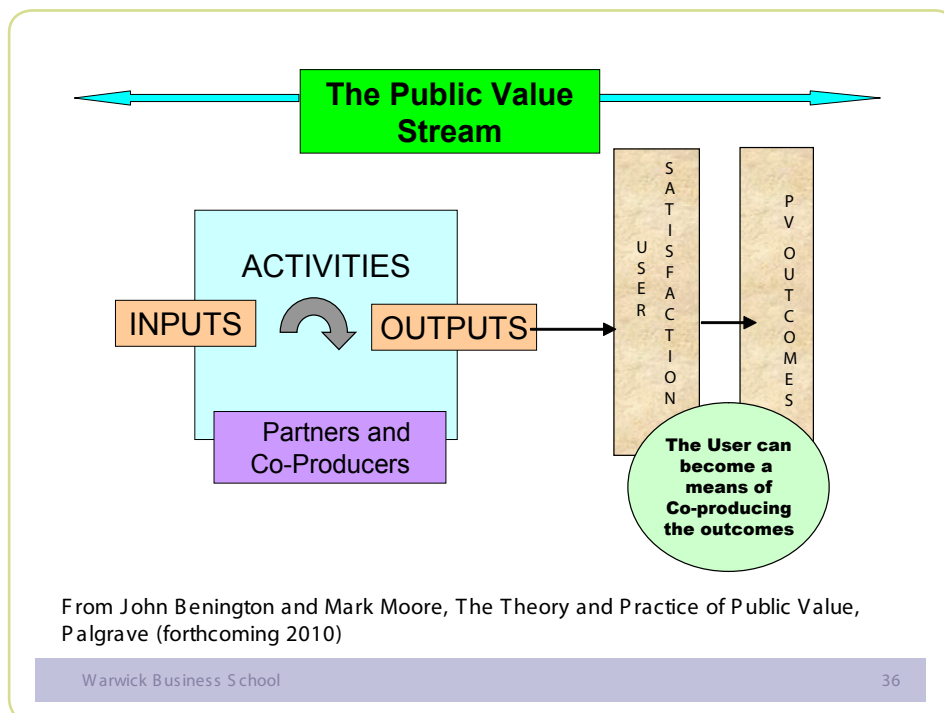 The Public Value
Stream
ACTIVITIES
INPUTS
OUTPUTS
Partners and
Co-Producers
USER
SATISFACTION
PV OUTCOMES
The User can
become a
means of
Co-producing
the outcomes
From John Benington and Mark Moore, The Theory and Practice of Public Value,
Palgrave (forthcoming 2010)
Warwick Business School
36